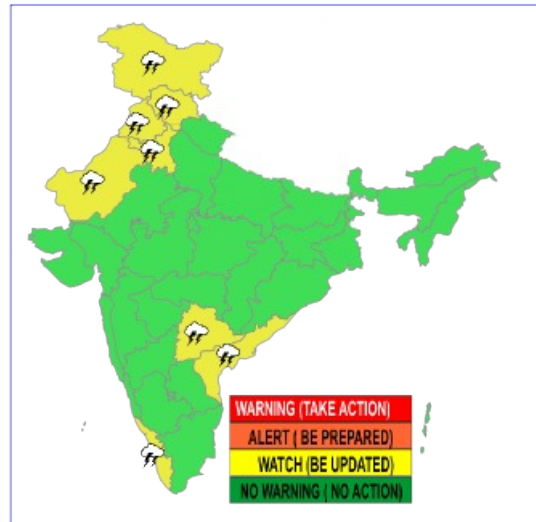 WARNING (TAKE ACTION)
ALERT ( BE PREPARED)
WATCH (BE UPDATED)
NO WARNING ( NO ACTION)